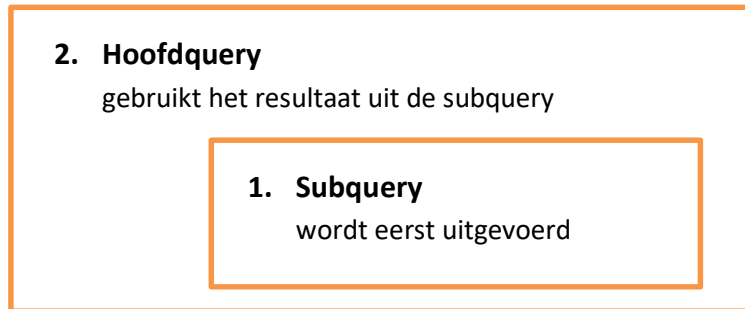 2. Hoofdquery
gebruikt het resultaat uit de subquery
1. Subquery
wordt eerst uitgevoerd